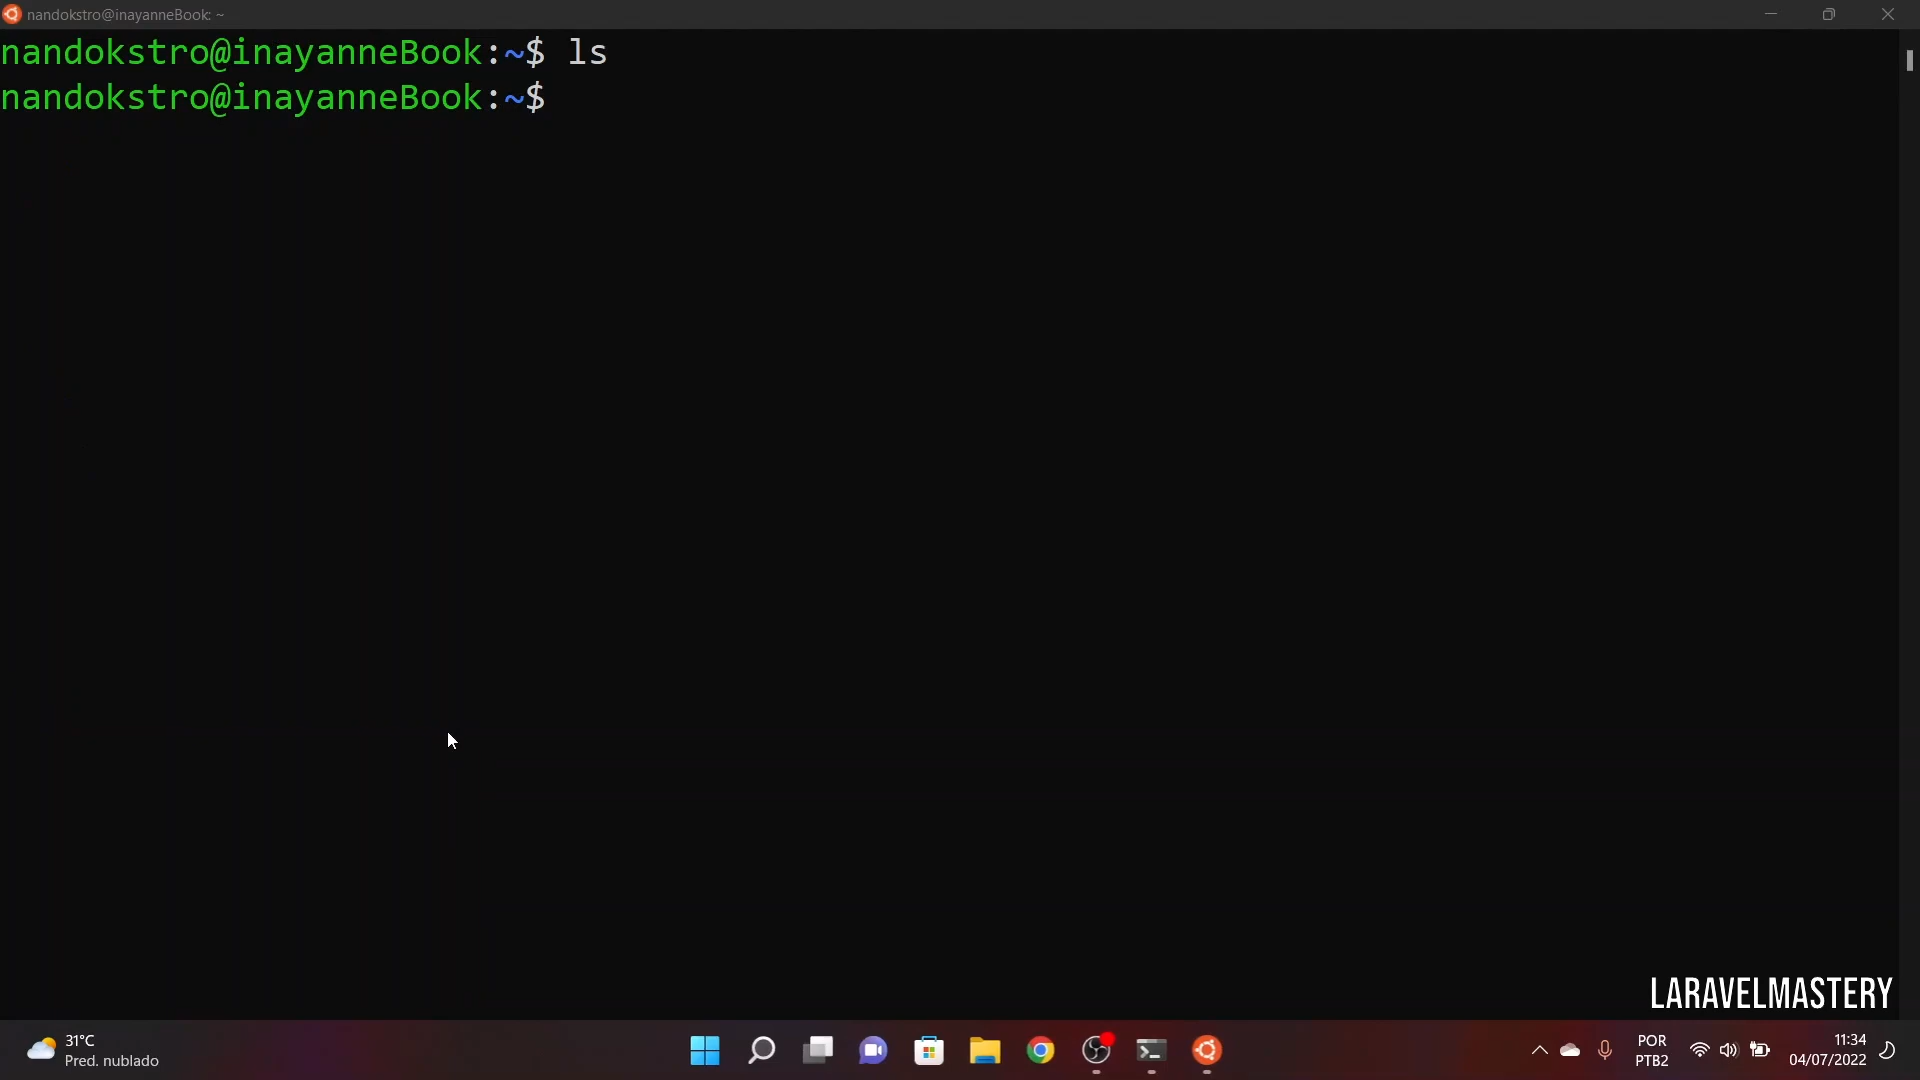 nandokstro@inayanneBook: ~
nandokstro@inayanneBook:~$ ls
nandokstro@inayanneBook:~$
LARAVELMASTERY
31°C
Pred. nublado
POR
PTB2
11:34
04/07/2022